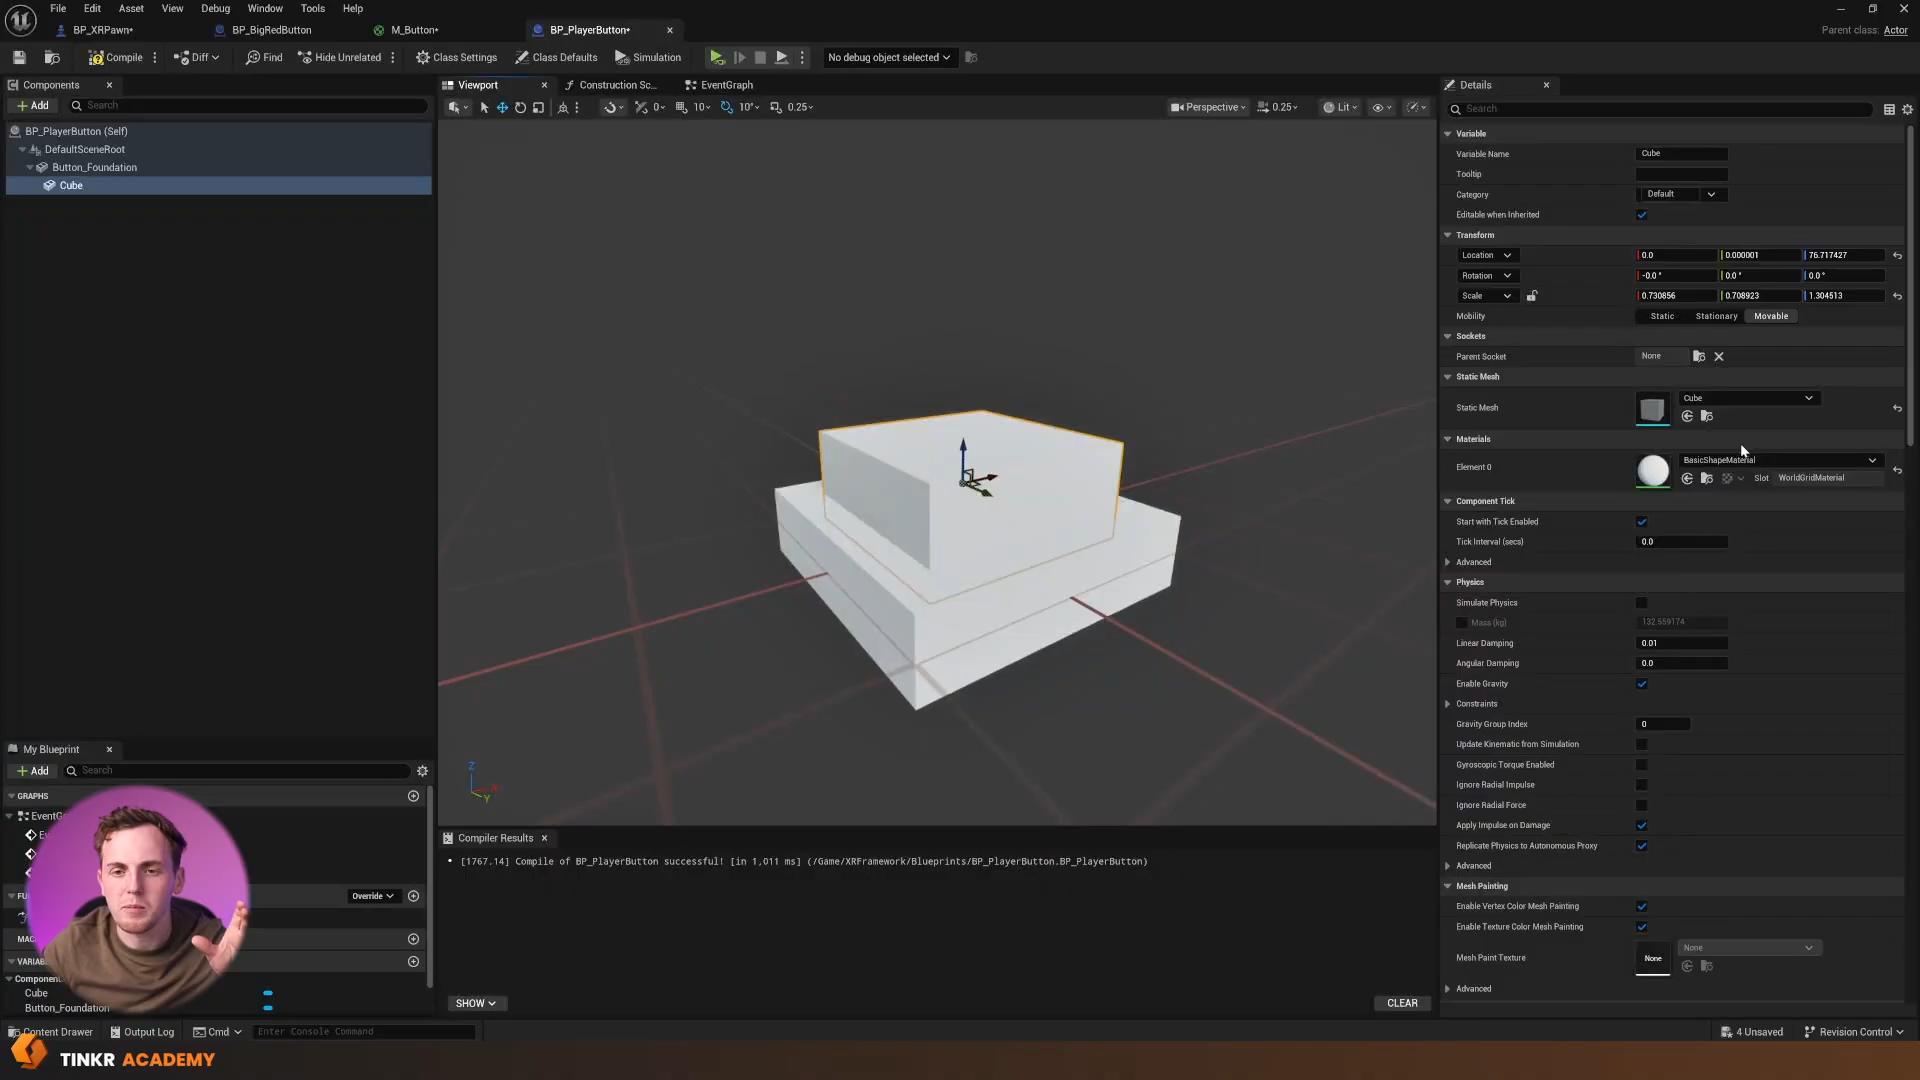 File Edit Asset View Debug Window Tools Help
BP_XRPawn* BP_BigRedButton M_Button* BP_PlayerButton*
Parent class: Actor
Compile Diff Find Hide Unrelated Class Settings Class Defaults Simulation No debug object selected
Components
Add Search
BP_PlayerButton (Self)
DefaultSceneRoot
Button_Foundation
Cube
Viewport Construction Sc... EventGraph
0 10 10° 0.25 Perspective 0.25 Lit
Z
X
Y
Compiler Results
[1767.14] Compile of BP_PlayerButton successful! [in 1,011 ms] (/Game/XRFramework/Blueprints/BP_PlayerButton.BP_PlayerButton)
SHOW CLEAR
My Blueprint
Add Search
GRAPHS
Override
Component
Cube
Button_Foundation
Details
Search
Variable
Variable Name Cube
Tooltip
Category Default
Editable when Inherited
Transform
Location 0.0 0.000001 76.717427
Rotation -0.0 ° 0.0 ° 0.0 °
Scale 0.730856 0.708923 1.304513
Mobility Static Stationary Movable
Sockets
Parent Socket None
Static Mesh
Static Mesh Cube
Materials
Element 0 BasicShapeMaterial
Slot WorldGridMaterial
Component Tick
Start with Tick Enabled
Tick Interval (secs) 0.0
Advanced
Physics
Simulate Physics
Mass (kg) 132.559174
Linear Damping 0.01
Angular Damping 0.0
Enable Gravity
Constraints
Gravity Group Index 0
Update Kinematic from Simulation
Gyroscopic Torque Enabled
Ignore Radial Impulse
Ignore Radial Force
Apply Impulse on Damage
Replicate Physics to Autonomous Proxy
Advanced
Mesh Painting
Enable Vertex Color Mesh Painting
Enable Texture Color Mesh Painting
Mesh Paint Texture None None
Advanced
Content Drawer Output Log Cmd Enter Console Command 4 Unsaved Revision Control
TINKR ACADEMY